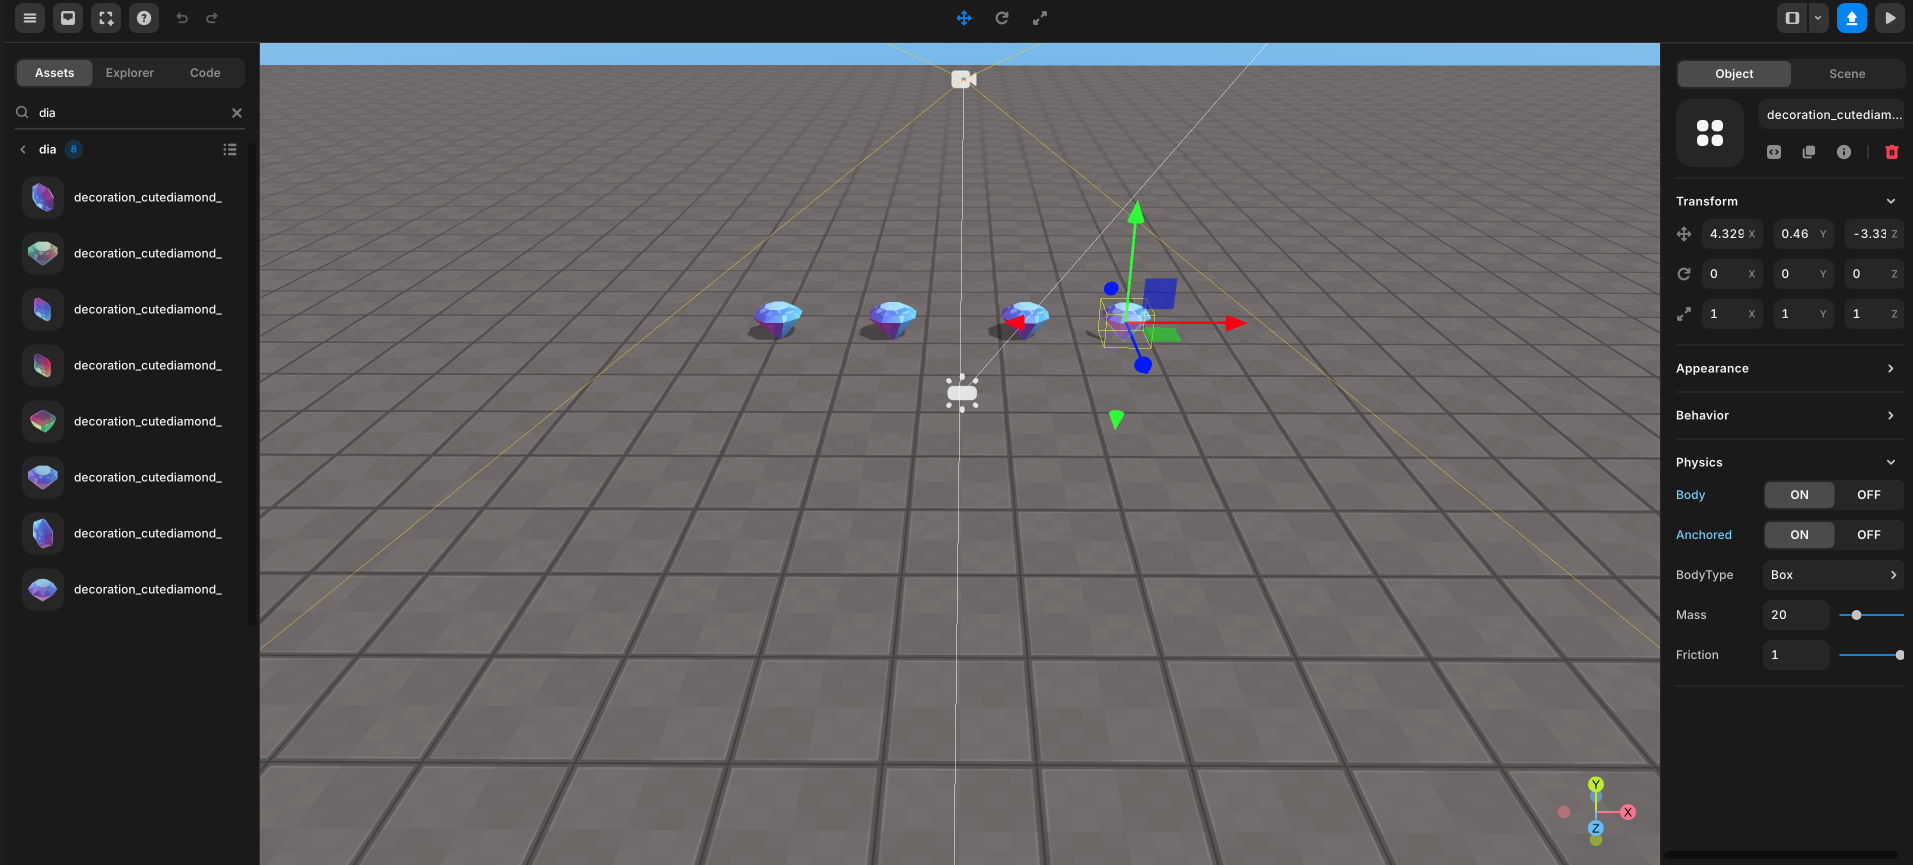 Assets Explorer Code
dia
dia 8
decoration_cutediamond_
decoration_cutediamond_
decoration_cutediamond_
decoration_cutediamond_
decoration_cutediamond_
decoration_cutediamond_
decoration_cutediamond_
decoration_cutediamond_
Y
X
Z
Object Scene
decoration_cutediam...
Transform
4.329 X 0.46 Y -3.33 Z
0 X 0 Y 0 Z
1 X 1 Y 1 Z
Appearance
Behavior
Physics
Body ON OFF
Anchored ON OFF
BodyType Box
Mass 20
Friction 1